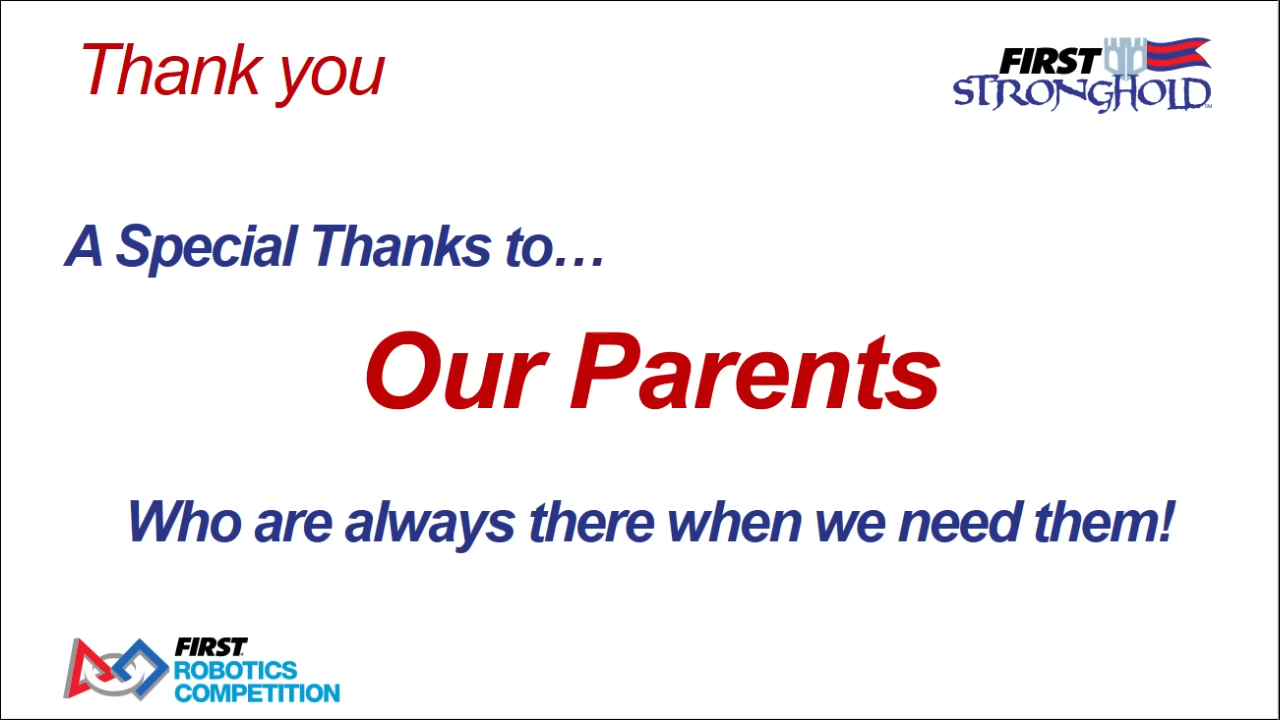 Thank you
FIRST
STRONGHOLD
SM
A Special Thanks to…
Our Parents
Who are always there when we need them!
FIRST
ROBOTICS
COMPETITION